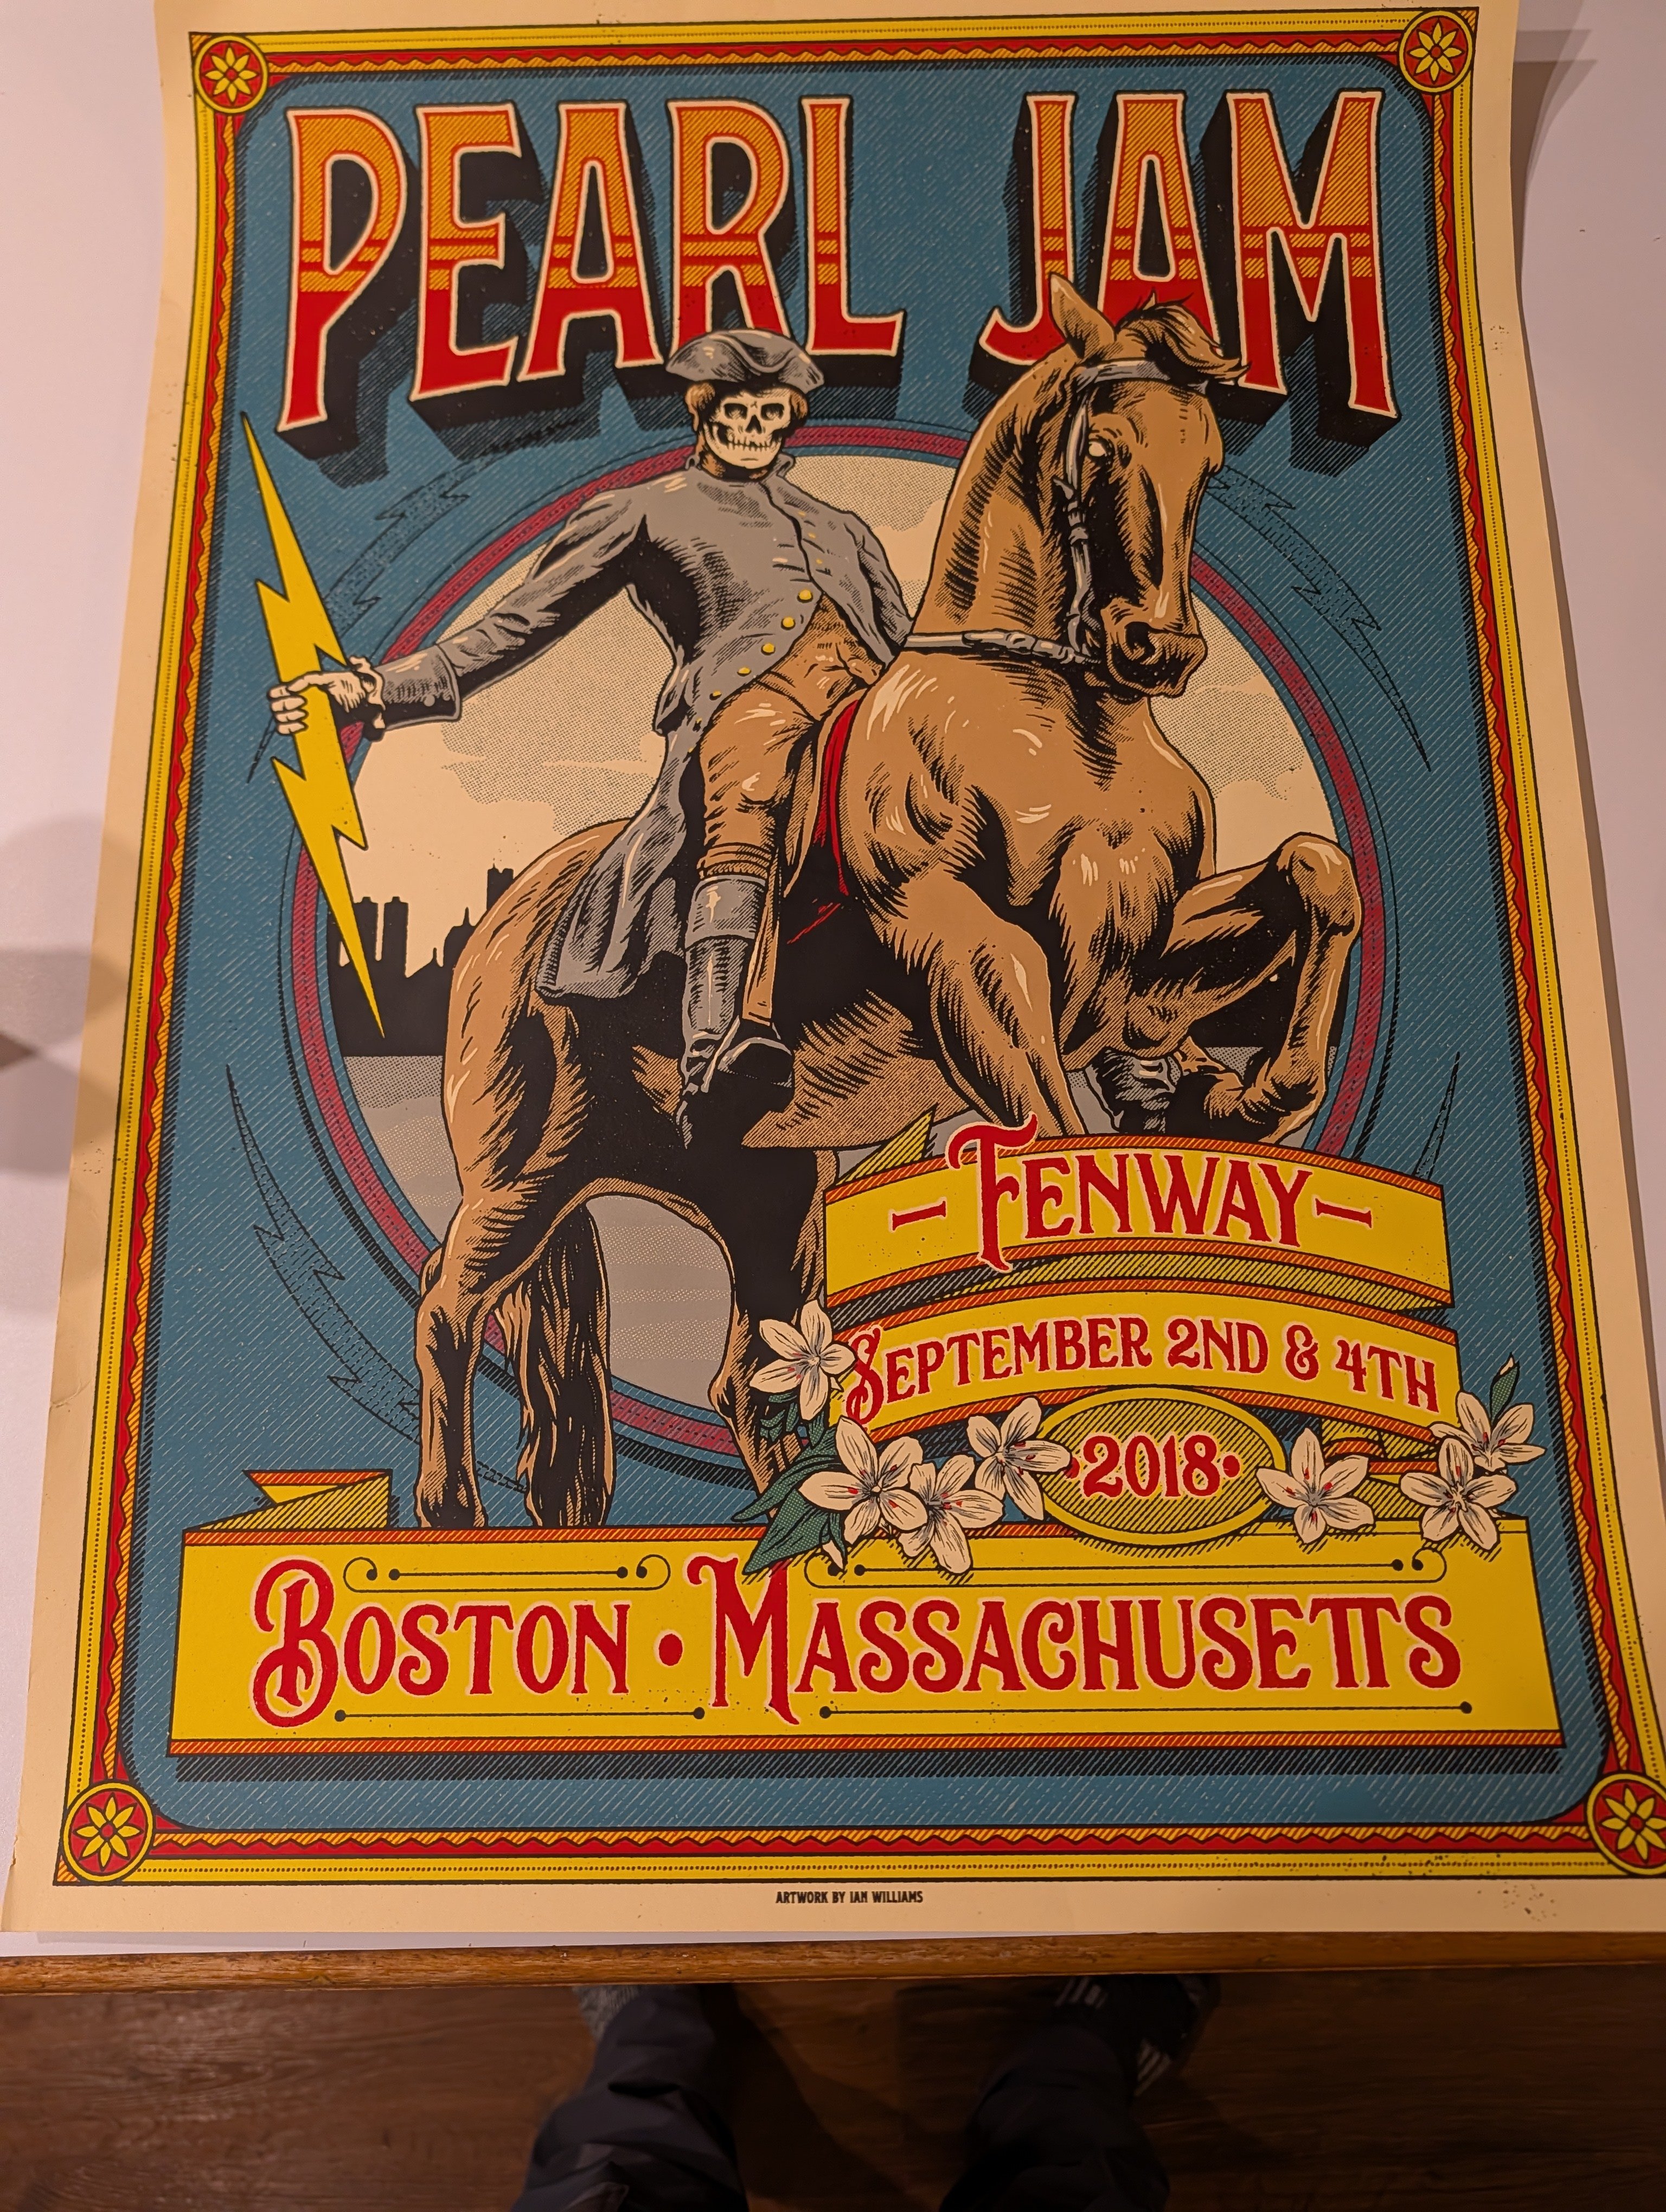 PEARL JAM
– FENWAY –
SEPTEMBER 2ND & 4TH
•2018•
BOSTON • MASSACHUSETTS
ARTWORK BY IAN WILLIAMS